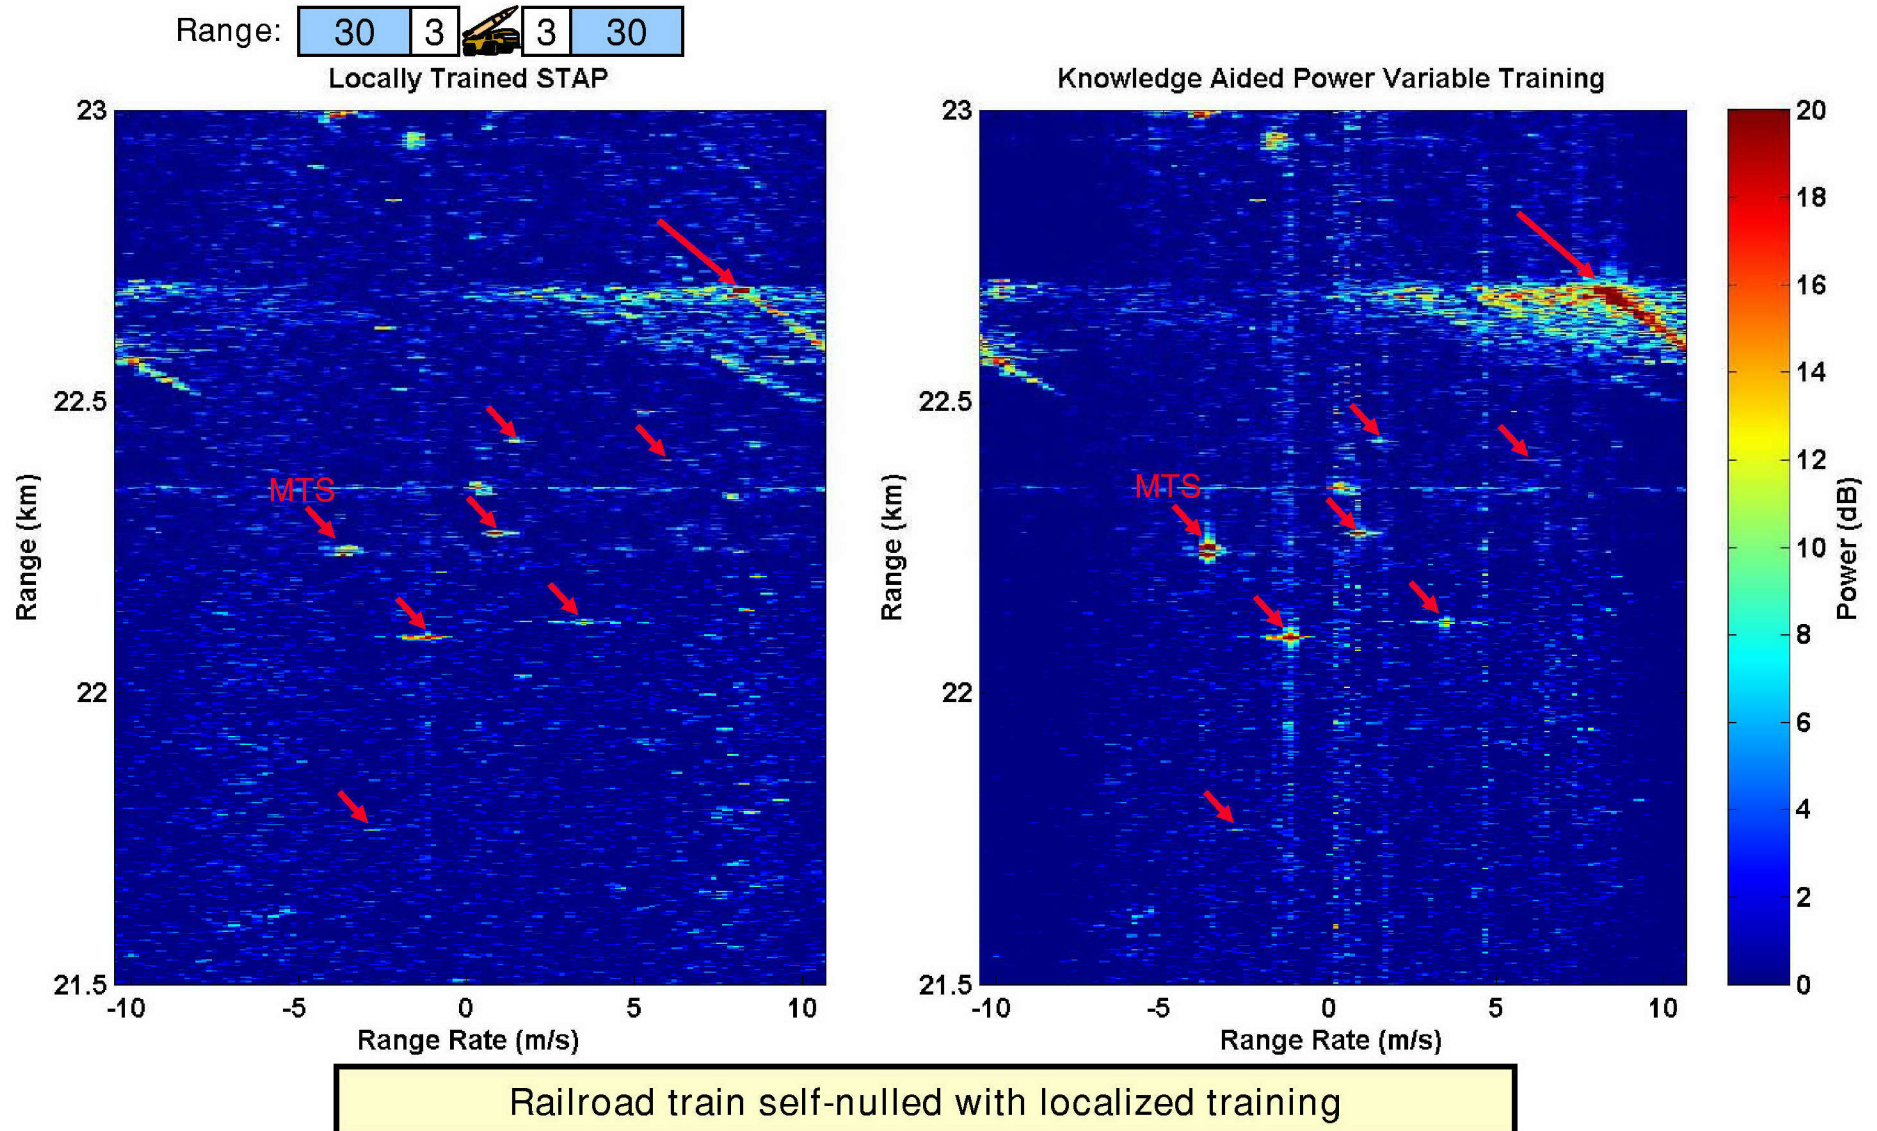 Range: 30 3 3 30
Locally Trained STAP
23
22.5
22
21.5
Range (km)
MTS
-10 -5 0 5 10
Range Rate (m/s)
Knowledge Aided Power Variable Training
23
22.5
22
21.5
Range (km)
MTS
-10 -5 0 5 10
Range Rate (m/s)
20
18
16
14
12
10
8
6
4
2
0
Power (dB)
Railroad train self-nulled with localized training